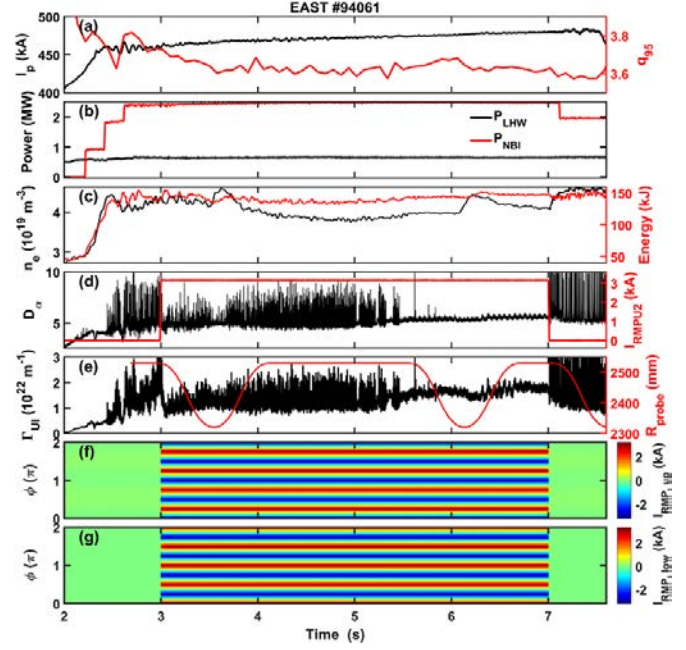 EAST #94061
(a)
500
450
400
I_p (kA)
3.8
3.6
q_95
(b)
2
1
0
Power (MW)
P_LHW
P_NBI
(c)
4
3
n_e (10^19 m^-3)
150
100
50
Energy (kJ)
(d)
10
5
D_α
3
2
1
0
I_RMPU2 (kA)
(e)
3
2
1
0
Γ_UI (10^22 m^-1)
2500
2400
2300
R_probe (mm)
(f)
2
1
0
ϕ (π)
2
0
-2
I_RMP, up (kA)
(g)
2
1
0
ϕ (π)
2
0
-2
I_RMP, low (kA)
2 3 4 5 6 7
Time (s)